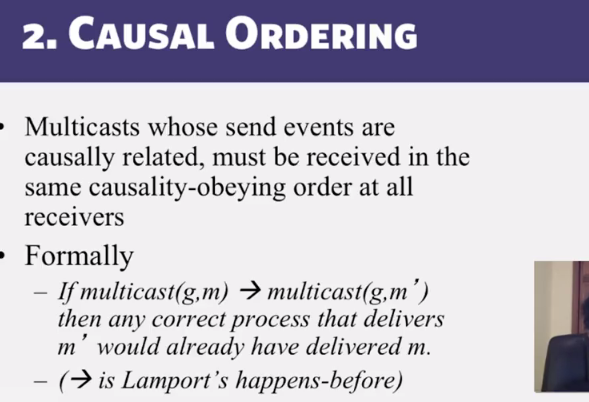 2. CAUSAL ORDERING
• Multicasts whose send events are
causally related, must be received in the
same causality-obeying order at all
receivers
• Formally
– If multicast(g,m) → multicast(g,m’)
then any correct process that delivers
m’ would already have delivered m.
– (→ is Lamport’s happens-before)